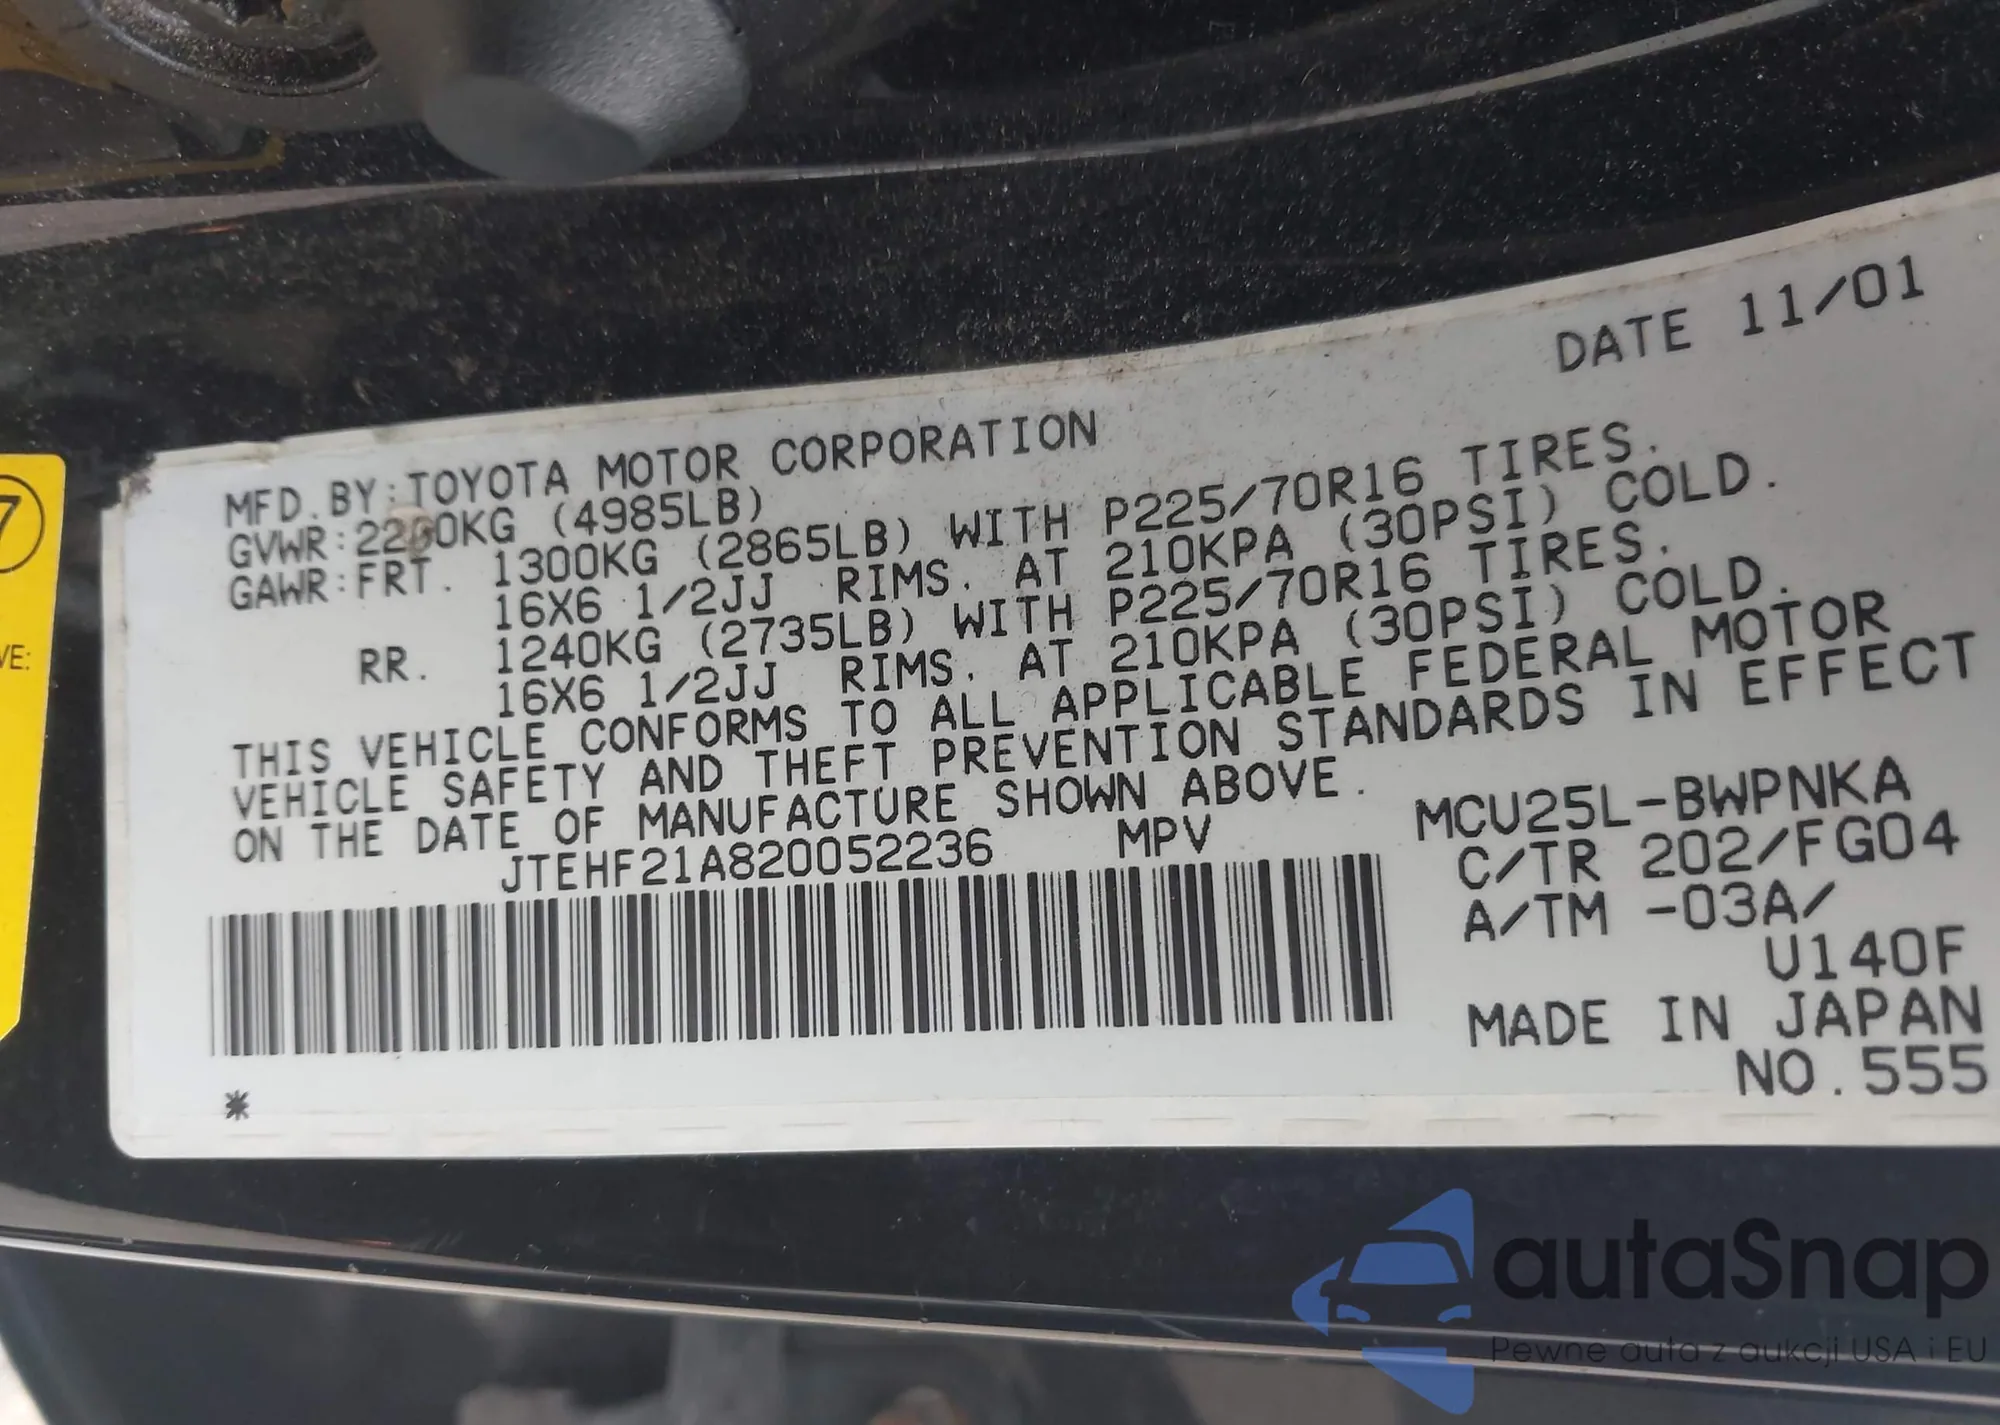 DATE 11/01
MFD.BY:TOYOTA MOTOR CORPORATION
GVWR:2260KG (4985LB)
GAWR:FRT. 1300KG (2865LB) WITH P225/70R16 TIRES.
16X6 1/2JJ RIMS. AT 210KPA (30PSI) COLD.
RR. 1240KG (2735LB) WITH P225/70R16 TIRES.
16X6 1/2JJ RIMS. AT 210KPA (30PSI) COLD.
THIS VEHICLE CONFORMS TO ALL APPLICABLE FEDERAL MOTOR
VEHICLE SAFETY AND THEFT PREVENTION STANDARDS IN EFFECT
ON THE DATE OF MANUFACTURE SHOWN ABOVE.
JTEHF21A820052236 MPV
MCU25L-BWPNKA
C/TR 202/FG04
A/TM -03A/
U140F
MADE IN JAPAN
NO.555
*
7
VE:
autaSnap
Pewne auta z aukcji USA i EU